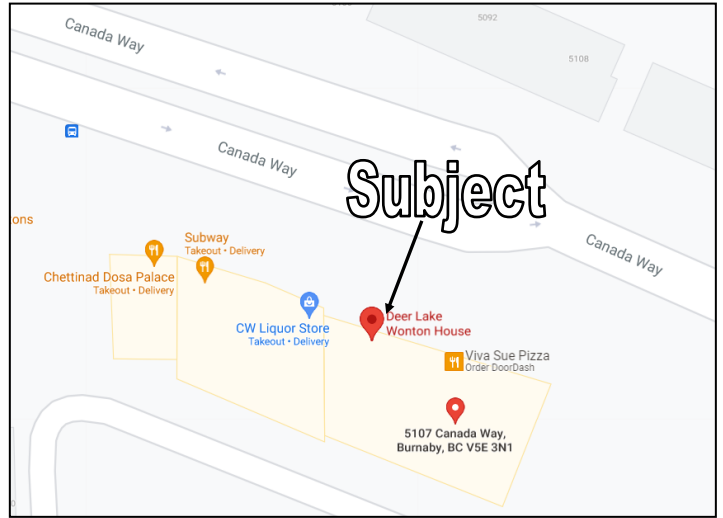 5092
Canada Way
5108
Canada Way
Subject
ons
Subway
Takeout • Delivery
Canada Way
Chettinad Dosa Palace
Takeout • Delivery
Deer Lake
Wonton House
CW Liquor Store
Takeout • Delivery
Viva Sue Pizza
Order DoorDash
5107 Canada Way,
Burnaby, BC V5E 3N1